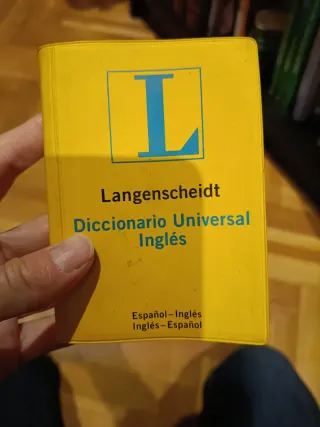 L
Langenscheidt
Diccionario Universal
Inglés
Español – Inglés
Inglés – Español